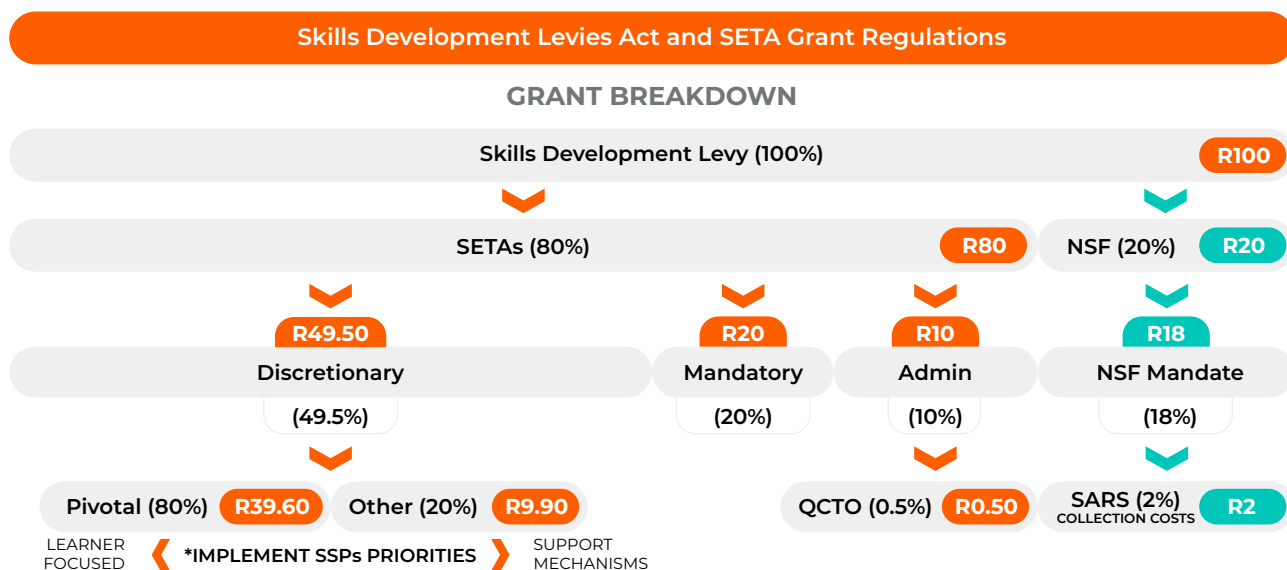 Skills Development Levies Act and SETA Grant Regulations
GRANT BREAKDOWN
Skills Development Levy (100%) R100
SETAs (80%) R80 NSF (20%) R20
R49.50 R20 R10 R18
Discretionary Mandatory Admin NSF Mandate
(49.5%) (20%) (10%) (18%)
Pivotal (80%) R39.60 Other (20%) R9.90 QCTO (0.5%) R0.50 SARS (2%) R2
COLLECTION COSTS
LEARNER FOCUSED *IMPLEMENT SSPs PRIORITIES SUPPORT MECHANISMS